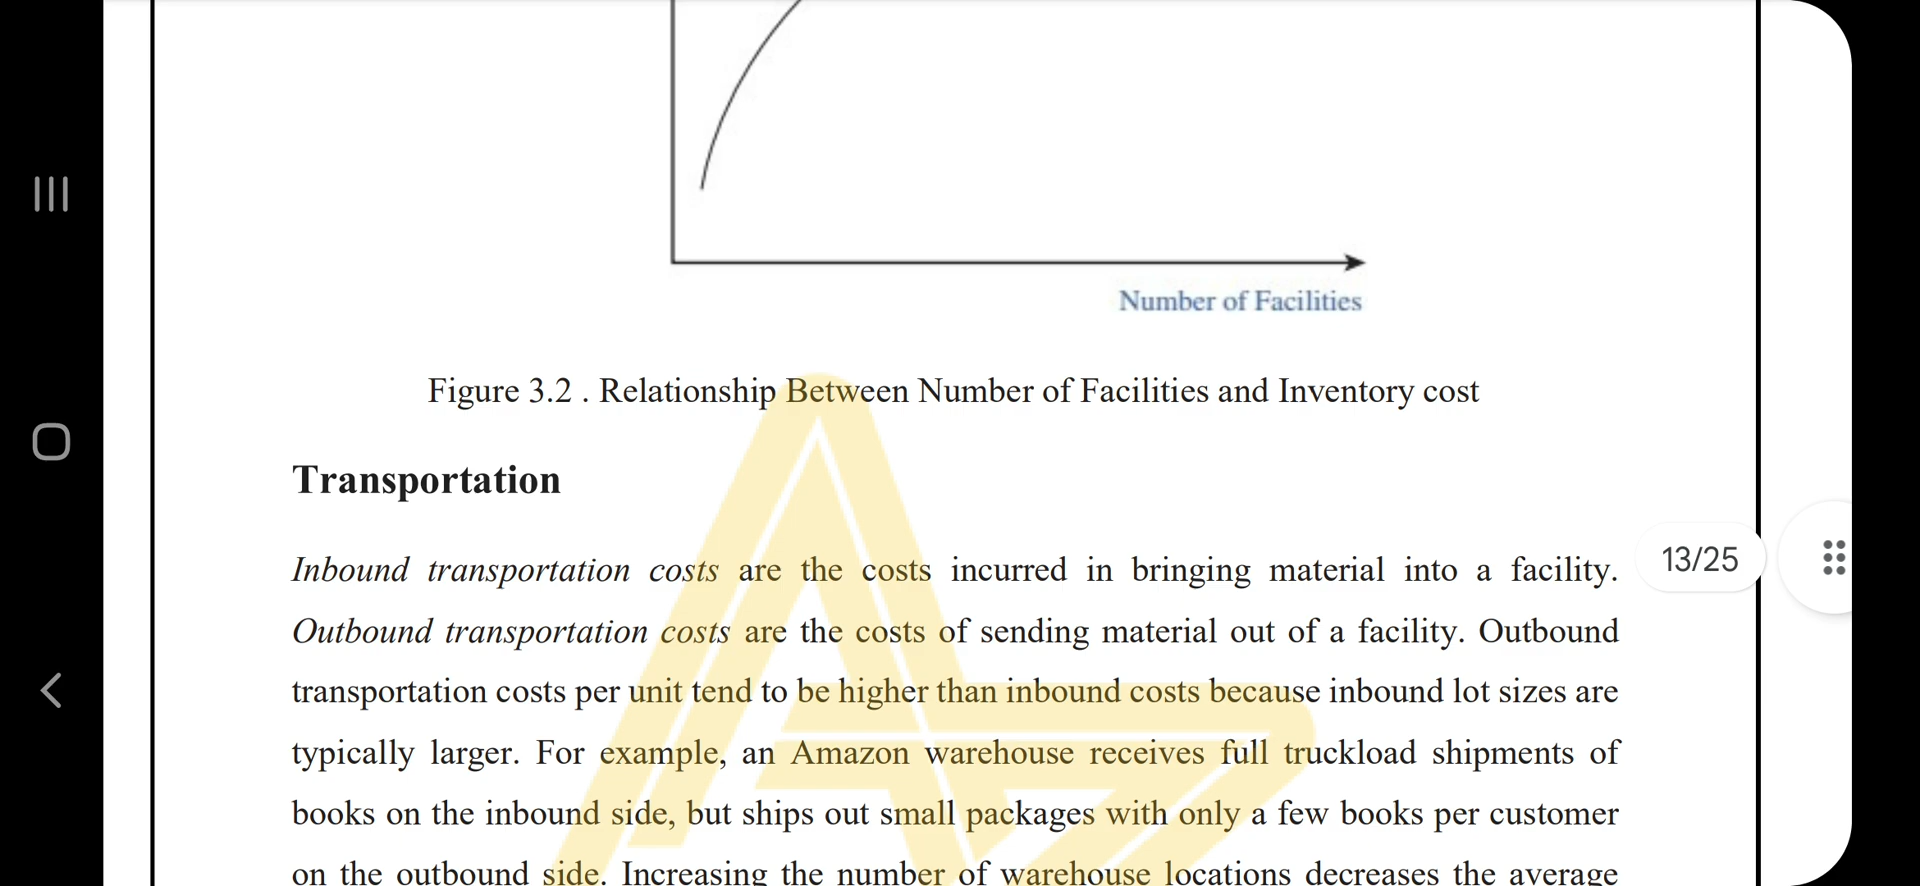 Number of Facilities
Figure 3.2 . Relationship Between Number of Facilities and Inventory cost
Transportation
Inbound transportation costs are the costs incurred in bringing material into a facility.
13/25
Outbound transportation costs are the costs of sending material out of a facility. Outbound
transportation costs per unit tend to be higher than inbound costs because inbound lot sizes are
typically larger. For example, an Amazon warehouse receives full truckload shipments of
books on the inbound side, but ships out small packages with only a few books per customer
on the outbound side. Increasing the number of warehouse locations decreases the average